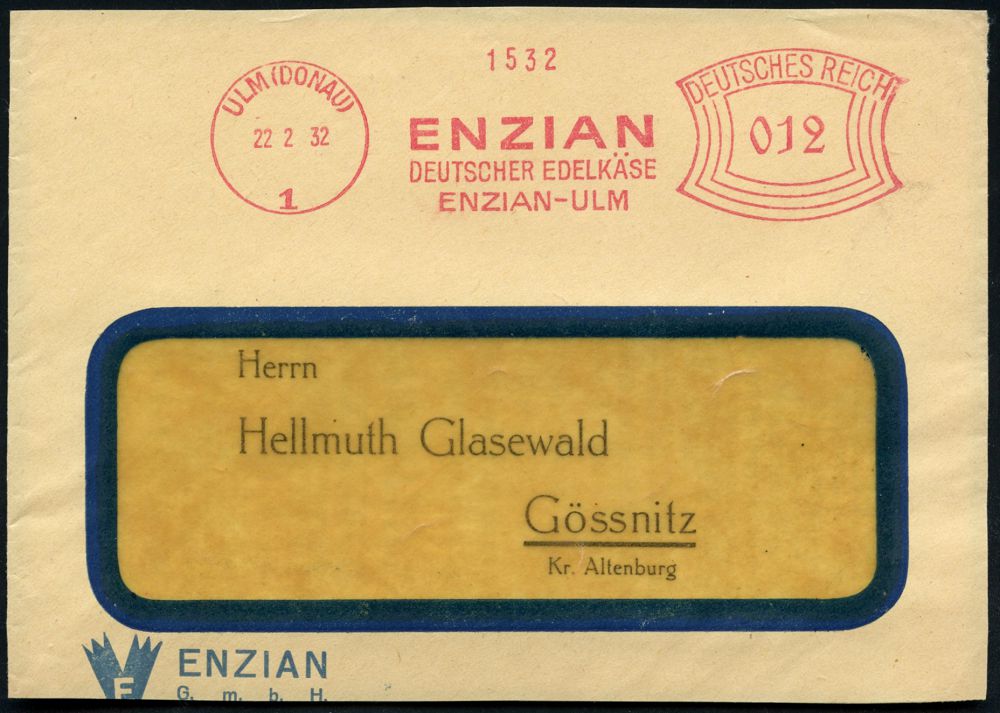 1532
ULM (DONAU)
22 2 32
1
ENZIAN
DEUTSCHER EDELKÄSE
ENZIAN-ULM
DEUTSCHES REICH
012
Herrn
Hellmuth Glasewald
Gössnitz
Kr. Altenburg
E
ENZIAN
G. m. b. H.